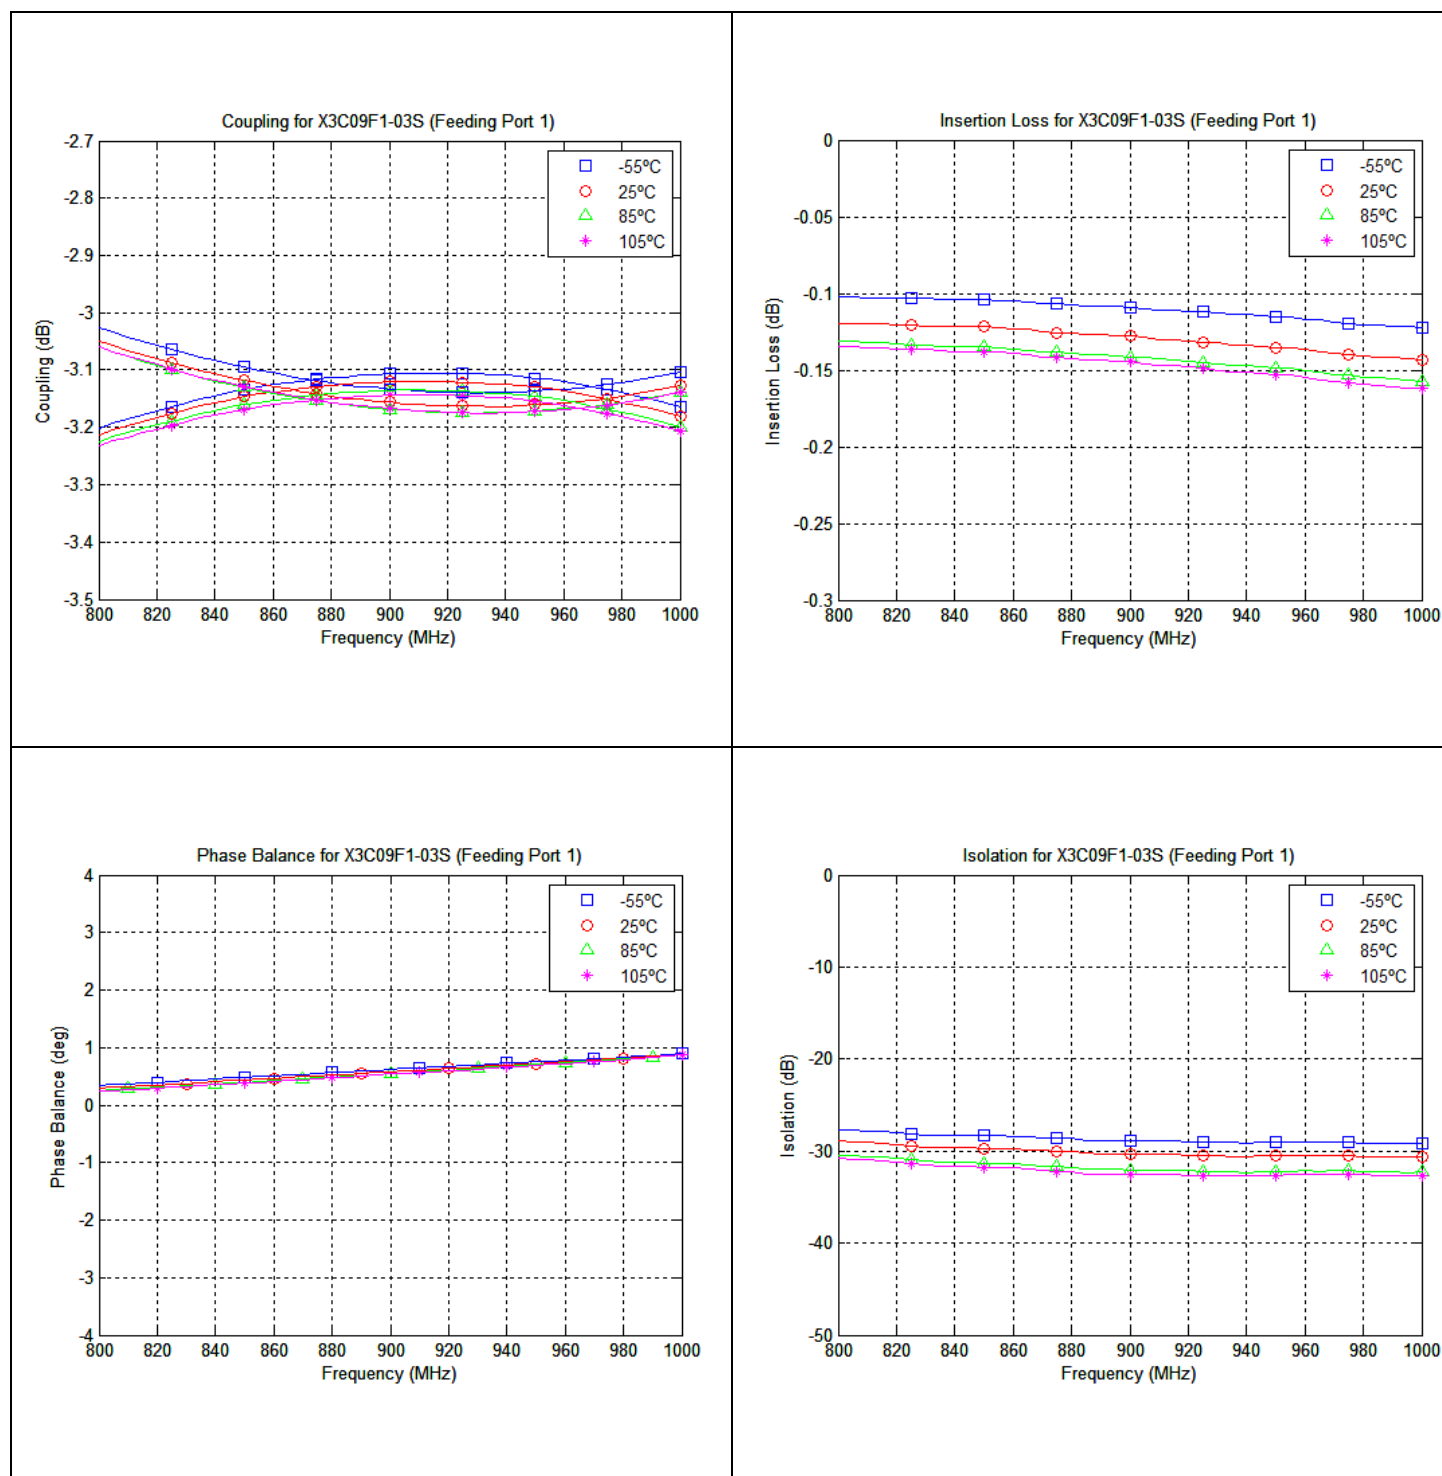 Coupling for X3C09F1-03S (Feeding Port 1)
-2.7
-2.8
-2.9
-3
-3.1
-3.2
-3.3
-3.4
-3.5
Coupling (dB)
-55ºC
25ºC
85ºC
105ºC
800 820 840 860 880 900 920 940 960 980 1000
Frequency (MHz)
Insertion Loss for X3C09F1-03S (Feeding Port 1)
0
-0.05
-0.1
-0.15
-0.2
-0.25
-0.3
Insertion Loss (dB)
-55ºC
25ºC
85ºC
105ºC
800 820 840 860 880 900 920 940 960 980 1000
Frequency (MHz)
Phase Balance for X3C09F1-03S (Feeding Port 1)
4
3
2
1
0
-1
-2
-3
-4
Phase Balance (deg)
-55ºC
25ºC
85ºC
105ºC
800 820 840 860 880 900 920 940 960 980 1000
Frequency (MHz)
Isolation for X3C09F1-03S (Feeding Port 1)
0
-10
-20
-30
-40
-50
Isolation (dB)
-55ºC
25ºC
85ºC
105ºC
800 820 840 860 880 900 920 940 960 980 1000
Frequency (MHz)